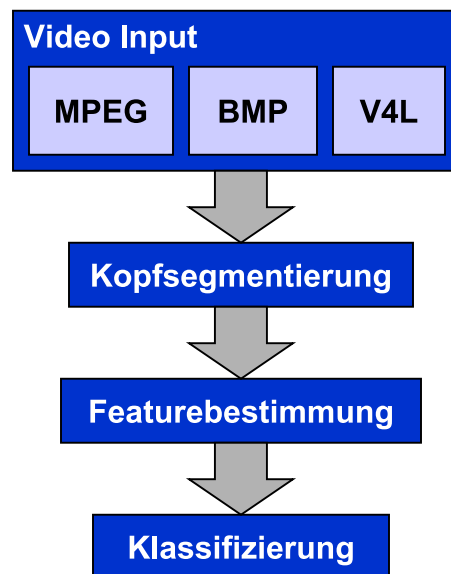 Video Input
MPEG BMP V4L
Kopfsegmentierung
Featurebestimmung
Klassifizierung